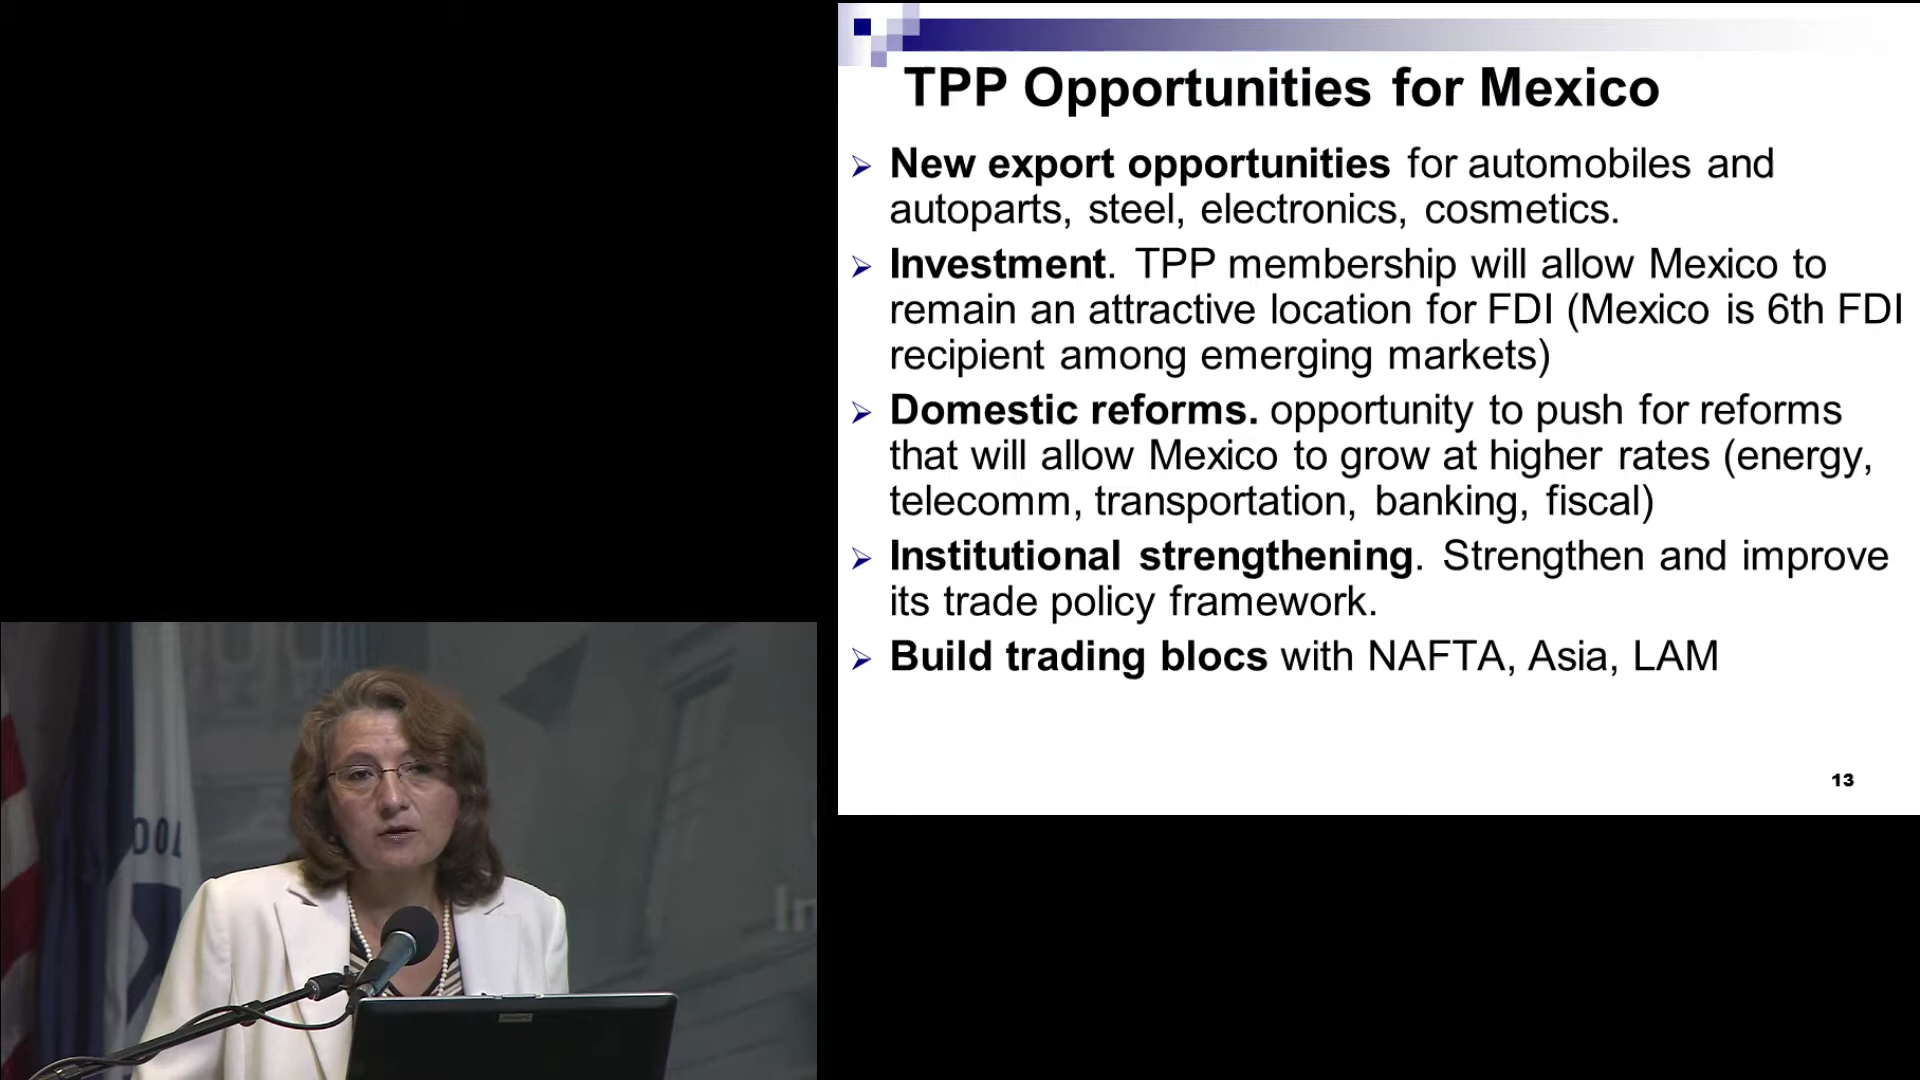 TPP Opportunities for Mexico
New export opportunities for automobiles and
autoparts, steel, electronics, cosmetics.
Investment. TPP membership will allow Mexico to
remain an attractive location for FDI (Mexico is 6th FDI
recipient among emerging markets)
Domestic reforms. opportunity to push for reforms
that will allow Mexico to grow at higher rates (energy,
telecomm, transportation, banking, fiscal)
Institutional strengthening. Strengthen and improve
its trade policy framework.
Build trading blocs with NAFTA, Asia, LAM
13
OOL
In